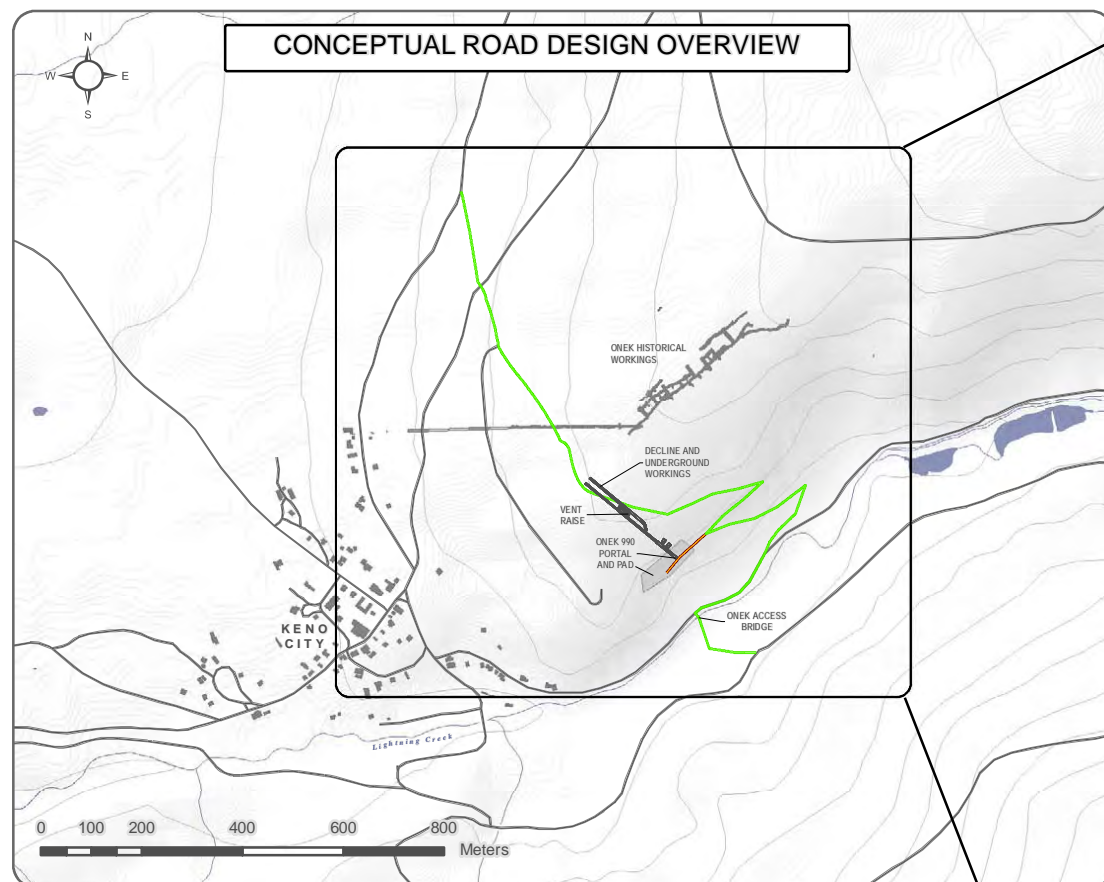 CONCEPTUAL ROAD DESIGN OVERVIEW
N
W
E
S
ONEK HISTORICAL
WORKINGS
DECLINE AND
UNDERGROUND
WORKINGS
VENT
RAISE
ONEK 990
PORTAL
AND PAD
ONEK ACCESS
BRIDGE
KENO
CITY
Lightning Creek
0 100 200 400 600 800
Meters